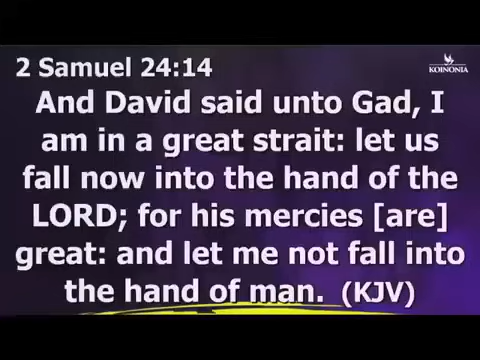 2 Samuel 24:14
KOINONIA
And David said unto Gad, I
am in a great strait: let us
fall now into the hand of the
LORD; for his mercies [are]
great: and let me not fall into
the hand of man. (KJV)